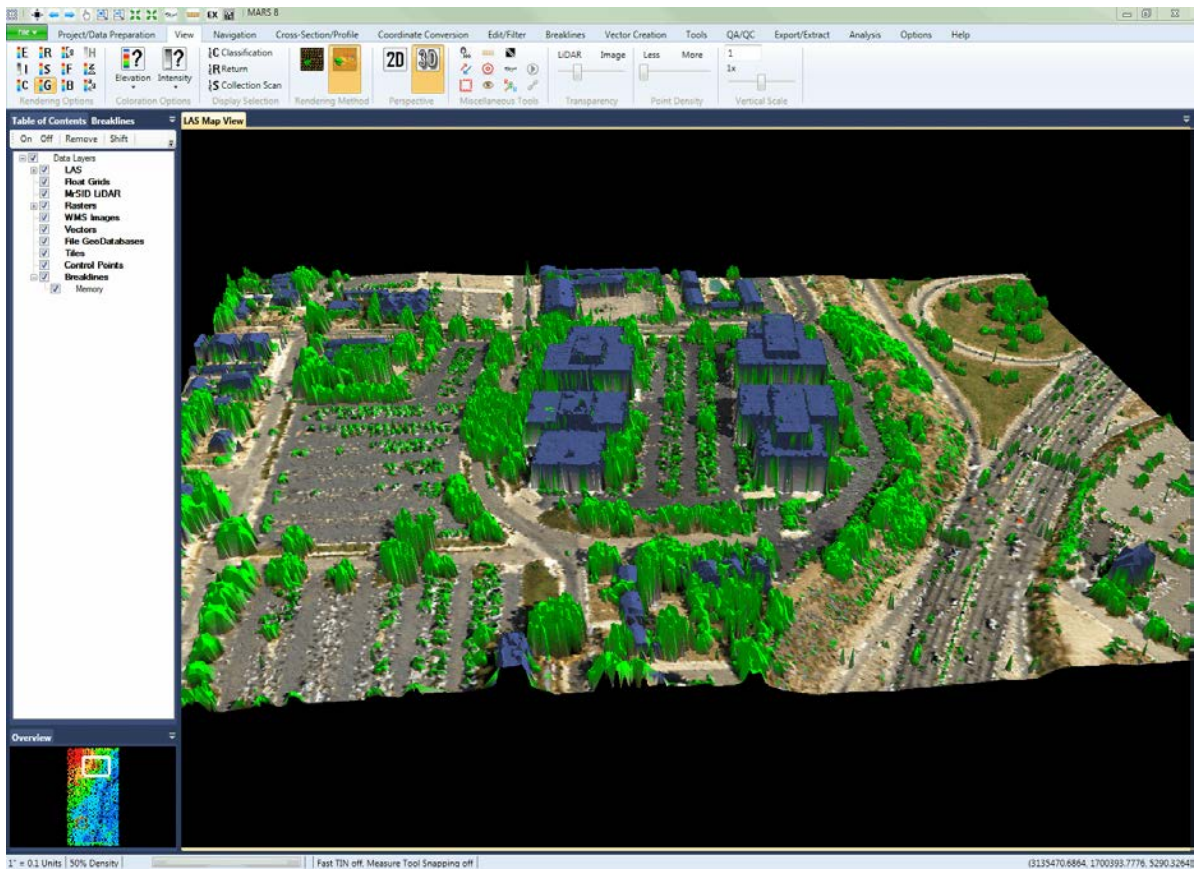 EX MARS 8
File Project/Data Preparation View Navigation Cross-Section/Profile Coordinate Conversion Edit/Filter Breaklines Vector Creation Tools QA/QC Export/Extract Analysis Options Help
E R H
I S F
C G B
Elevation Intensity
C Classification
R Return
S Collection Scan
2D 3D
LiDAR Image
Less More
1
1x
Rendering Options Coloration Options Display Selection Rendering Method Perspective Miscellaneous Tools Transparency Point Density Vertical Scale
Table of Contents Breaklines
LAS Map View
On Off Remove Shift
Data Layers
LAS
Float Grids
MrSID LiDAR
Rasters
WMS Images
Vectors
File GeoDatabases
Tiles
Control Points
Breaklines
Memory
Overview
1" = 0.1 Units 50% Density Fast TIN off, Measure Tool Snapping off (3135470.6864, 1700393.7776, 5290.3264)